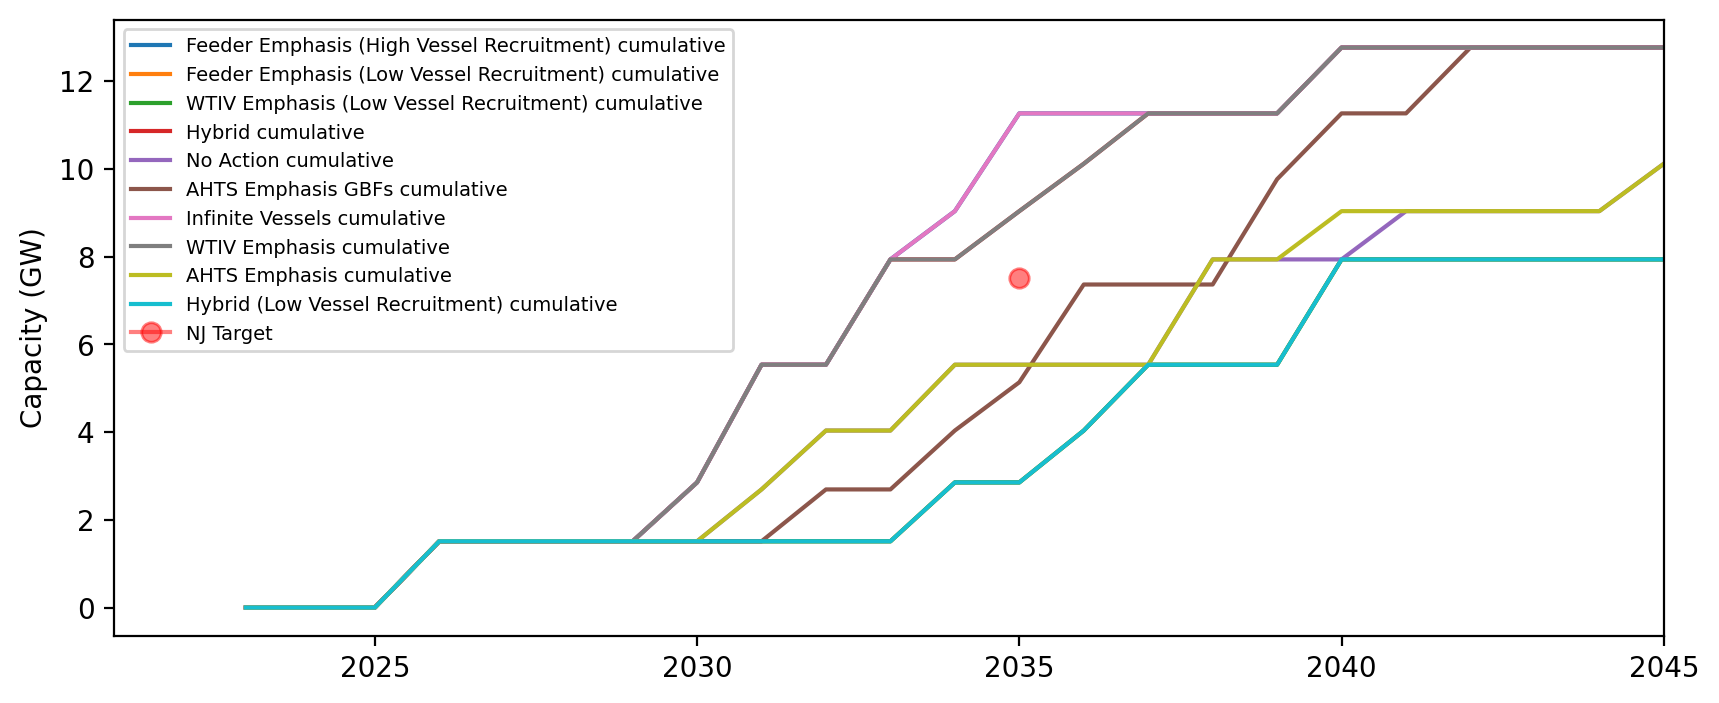 Feeder Emphasis (High Vessel Recruitment) cumulative
Feeder Emphasis (Low Vessel Recruitment) cumulative
WTIV Emphasis (Low Vessel Recruitment) cumulative
Hybrid cumulative
No Action cumulative
AHTS Emphasis GBFs cumulative
Infinite Vessels cumulative
WTIV Emphasis cumulative
AHTS Emphasis cumulative
Hybrid (Low Vessel Recruitment) cumulative
NJ Target
Capacity (GW)
12
10
8
6
4
2
0
2025 2030 2035 2040 2045